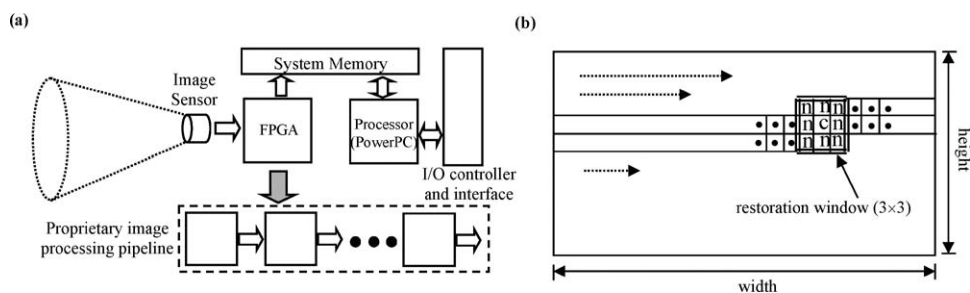 (a)
(b)
System Memory
Image
Sensor
FPGA
Processor
(PowerPC)
I/O controller
and interface
Proprietary image
processing pipeline
n n n
n c n
n n n
restoration window (3×3)
height
width